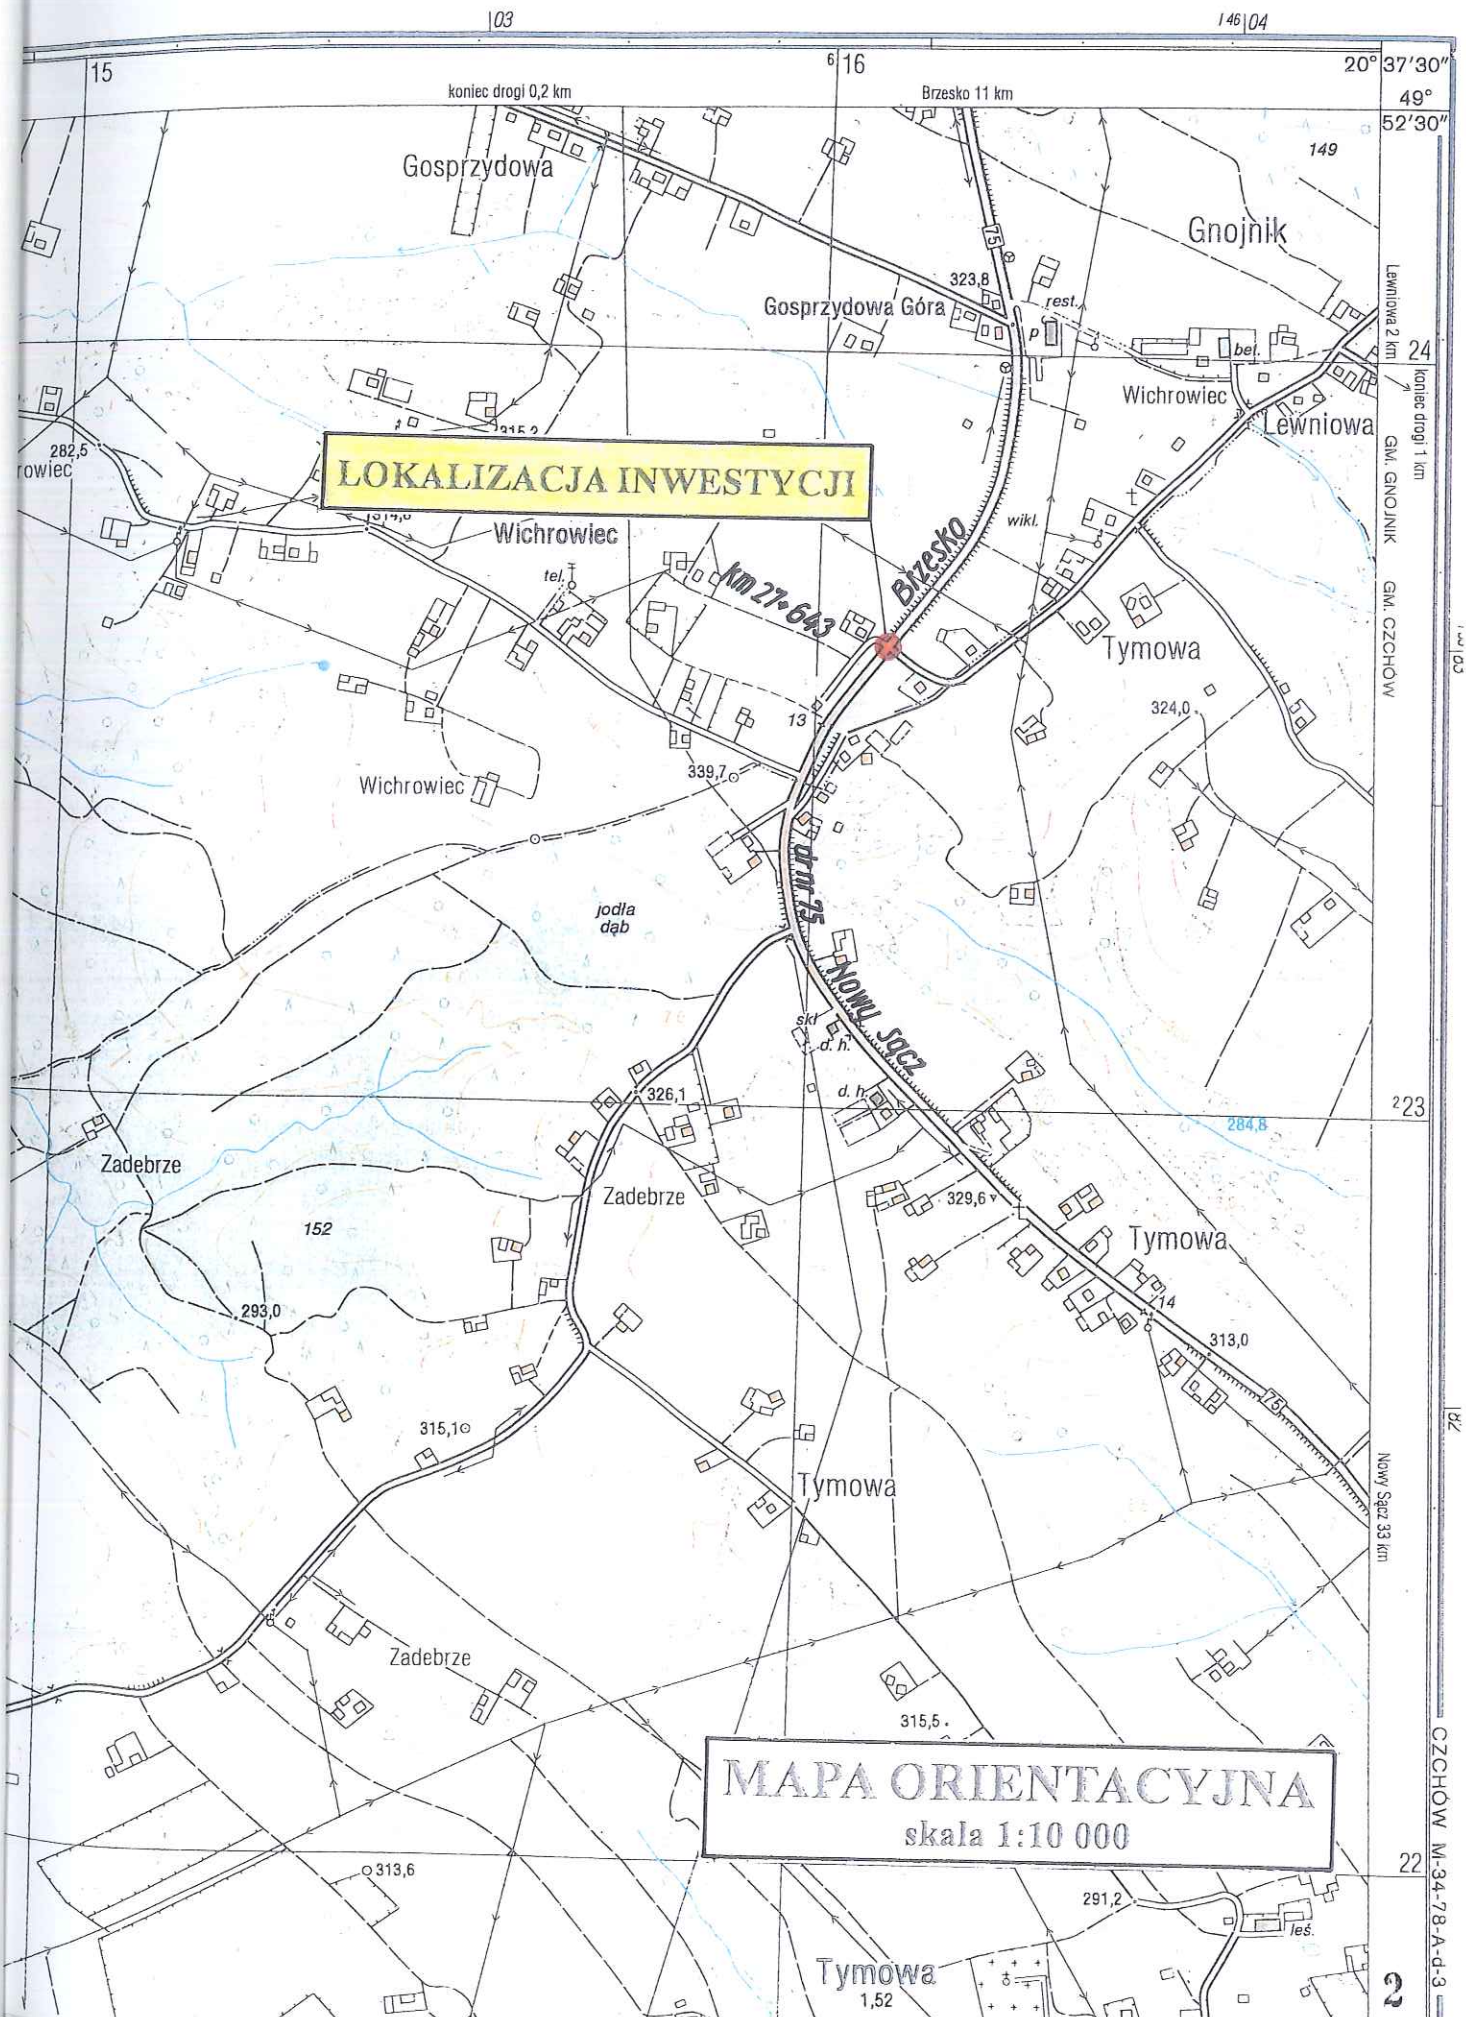 03
46 04
15
6 16
20° 37'30"
koniec drogi 0,2 km
Brzesko 11 km
49°
52'30"
149
Gosprzydowa
Gnojnik
75
323,8
rest.
Gosprzydowa Góra
p
bel.
Lewniowa 2 km
24
koniec drogi 1 km
Wichrowiec
Lewniowa
282,5
rowiec
LOKALIZACJA INWESTYCJI
GM. GNOJNIK
GM. CZCHÓW
Wichrowiec
wikl.
Brzesko
tel.
km 27+643
Tymowa
13
324,0
339,7
Wichrowiec
dr nr 75
jodła
dąb
Nowy Sącz
skł
d. h.
d. h.
326,1
2 23
284,8
Zadebrze
Zadebrze
329,6
152
Tymowa
14
293,0
313,0
75
315,1
82
Tymowa
Nowy Sącz 33 km
Zadebrze
315,5
MAPA ORIENTACYJNA
skala 1:10 000
CZCHÓW M-34-78-A-d-3
22
313,6
291,2
leś.
Tymowa
1,52
2